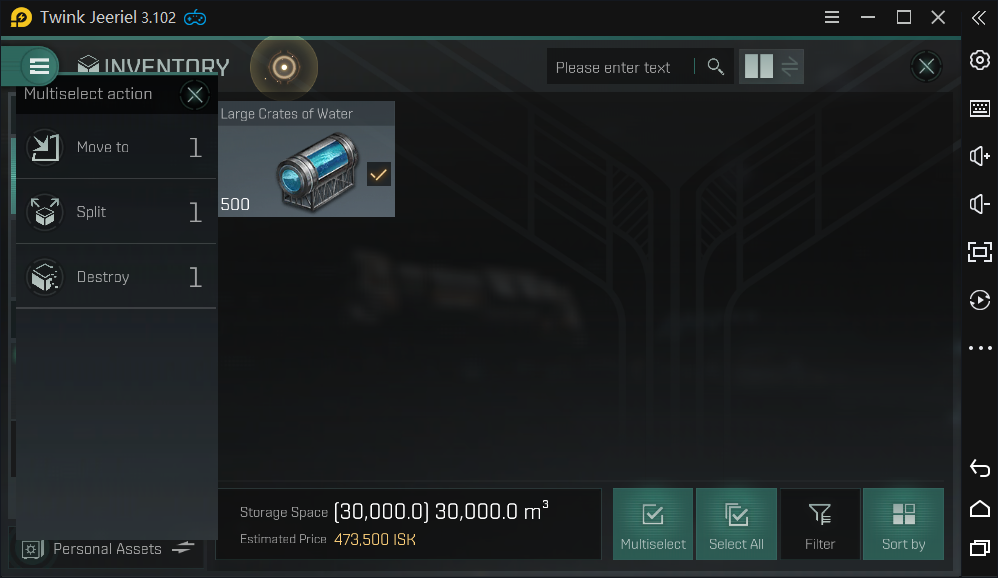 Twink Jeeriel 3.102
INVENTORY
Please enter text
Multiselect action
Large Crates of Water
Move to 1
500
Split 1
Destroy 1
Storage Space (30,000.0) 30,000.0 m³
Estimated Price 473,500 ISK
Multiselect
Select All
Filter
Sort by
Personal Assets